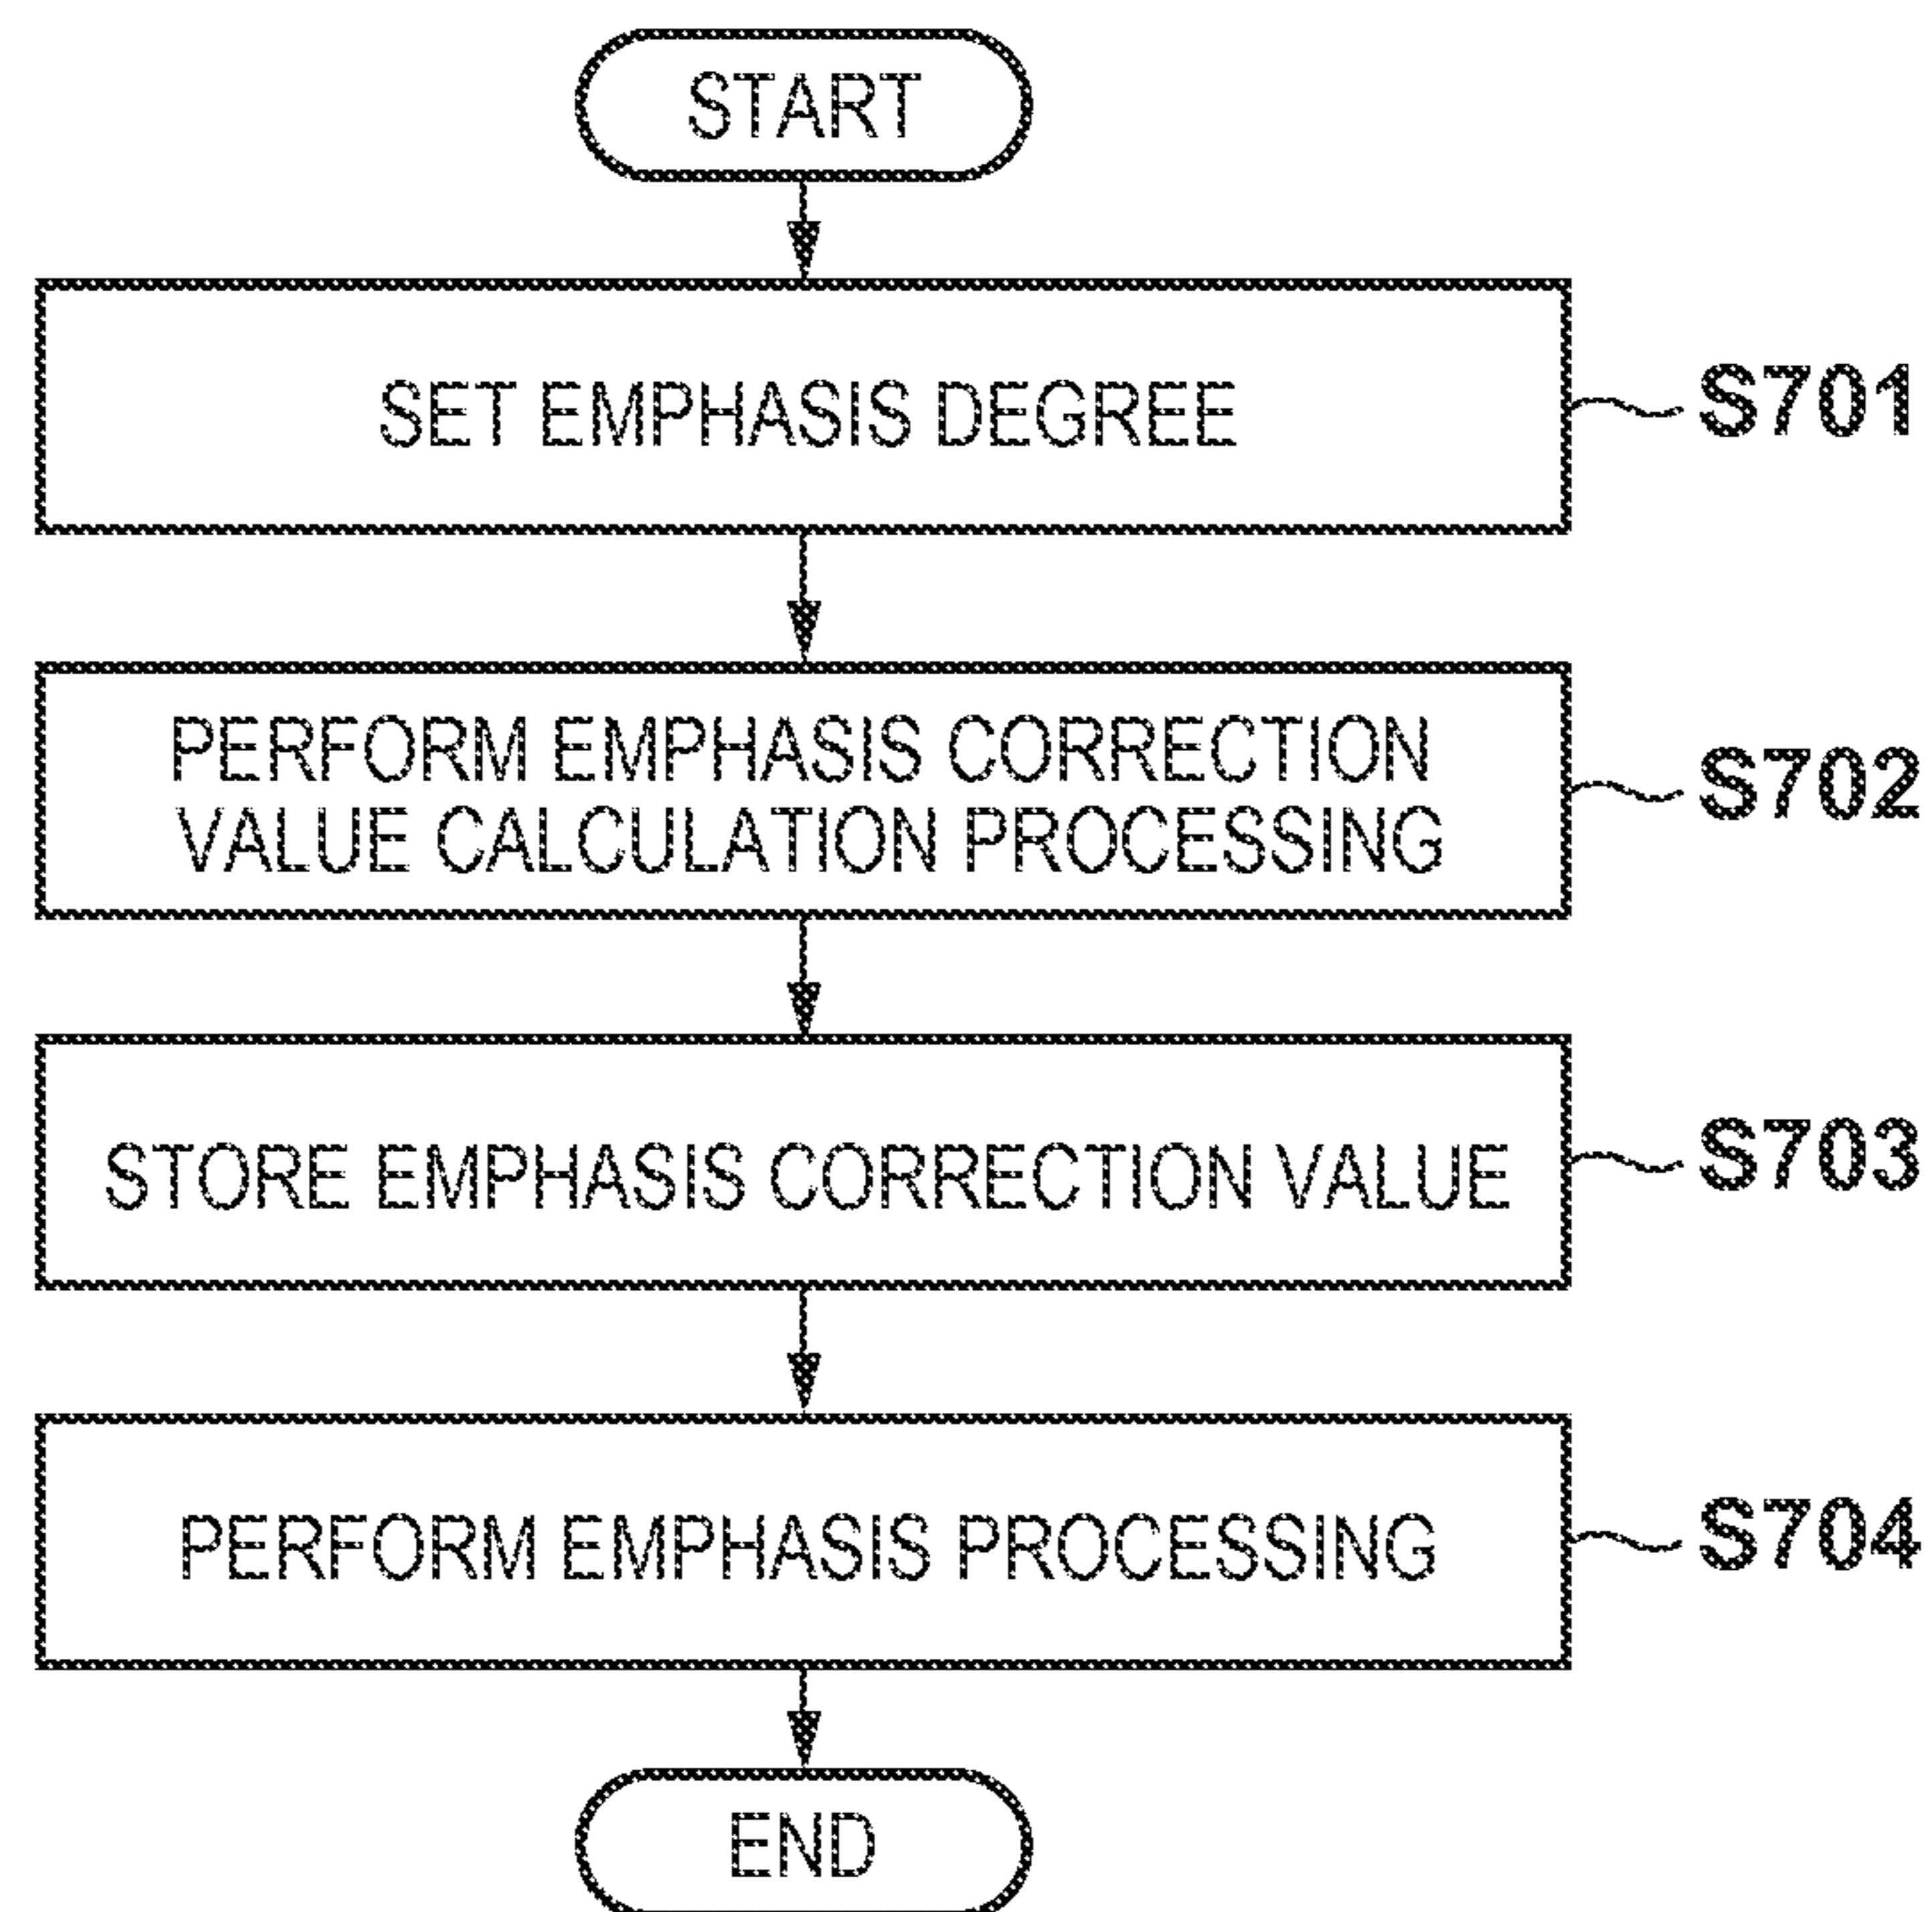 START
SET EMPHASIS DEGREE
S701
PERFORM EMPHASIS CORRECTION
VALUE CALCULATION PROCESSING
S702
STORE EMPHASIS CORRECTION VALUE
S703
PERFORM EMPHASIS PROCESSING
S704
END